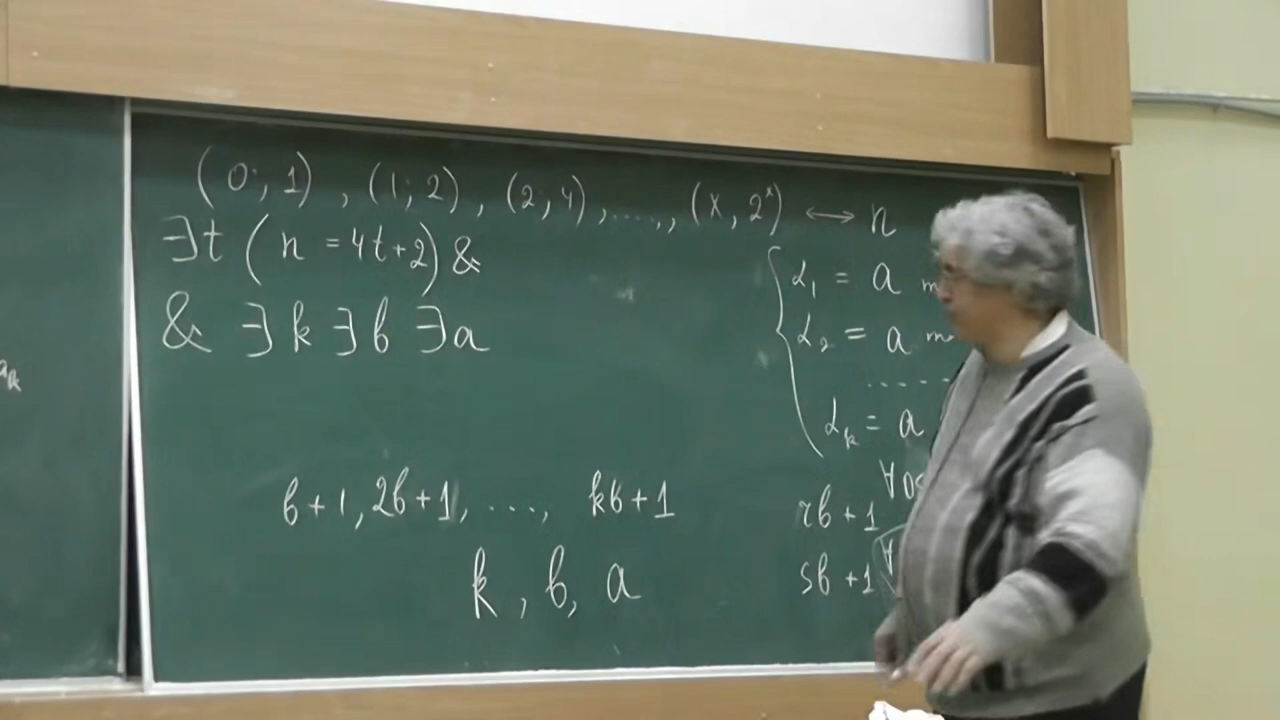 (0; 1), (1; 2), (2; 4), ...., (x, 2^x) ↔ n
∃t (n = 4t+2) &
& ∃k ∃b ∃a
α₁ = a
α₂ = a
......
αₖ = a
b+1, 2b+1, ..., kb+1
k, b, a
∀
rb+1
sb+1